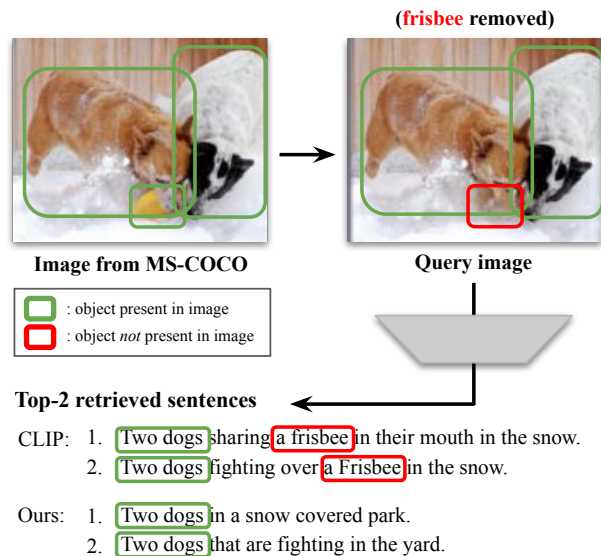 (frisbee removed)
Image from MS-COCO
Query image
: object present in image
: object not present in image
Top-2 retrieved sentences
CLIP: 1. Two dogs sharing a frisbee in their mouth in the snow.
2. Two dogs fighting over a Frisbee in the snow.
Ours: 1. Two dogs in a snow covered park.
2. Two dogs that are fighting in the yard.